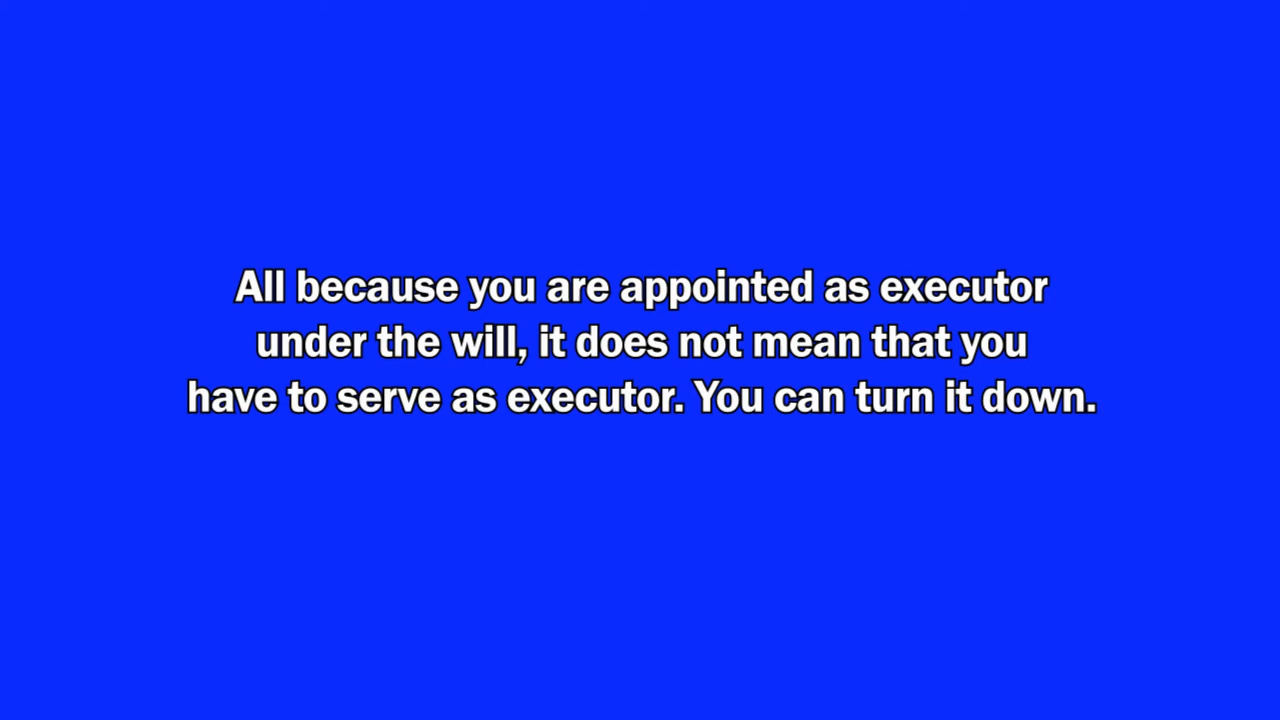 All because you are appointed as executor
under the will, it does not mean that you
have to serve as executor. You can turn it down.